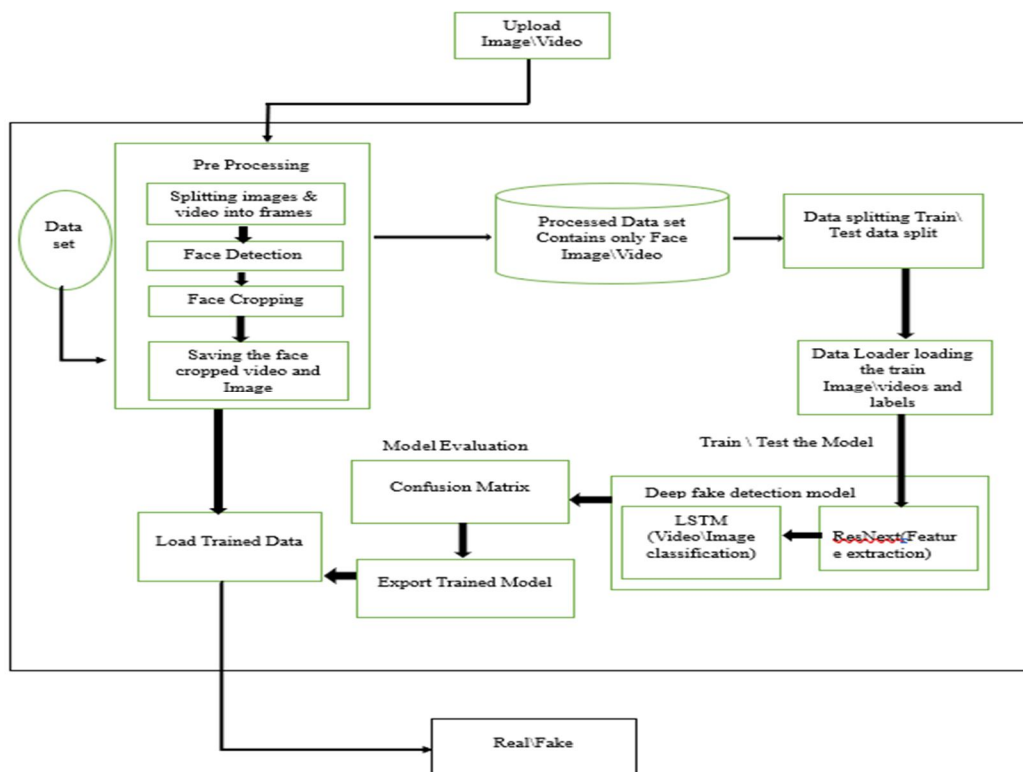 Upload
Image\Video
Pre Processing
Splitting images &
video into frames
Face Detection
Face Cropping
Saving the face
cropped video and
Image
Data
set
Processed Data set
Contains only Face
Image\Video
Data splitting Train\
Test data split
Data Loader loading
the train
Image\videos and
labels
Train \ Test the Model
Deep fake detection model
ResNext(Featur
e extraction)
LSTM
(Video\Image
classification)
Model Evaluation
Confusion Matrix
Export Trained Model
Load Trained Data
Real\Fake